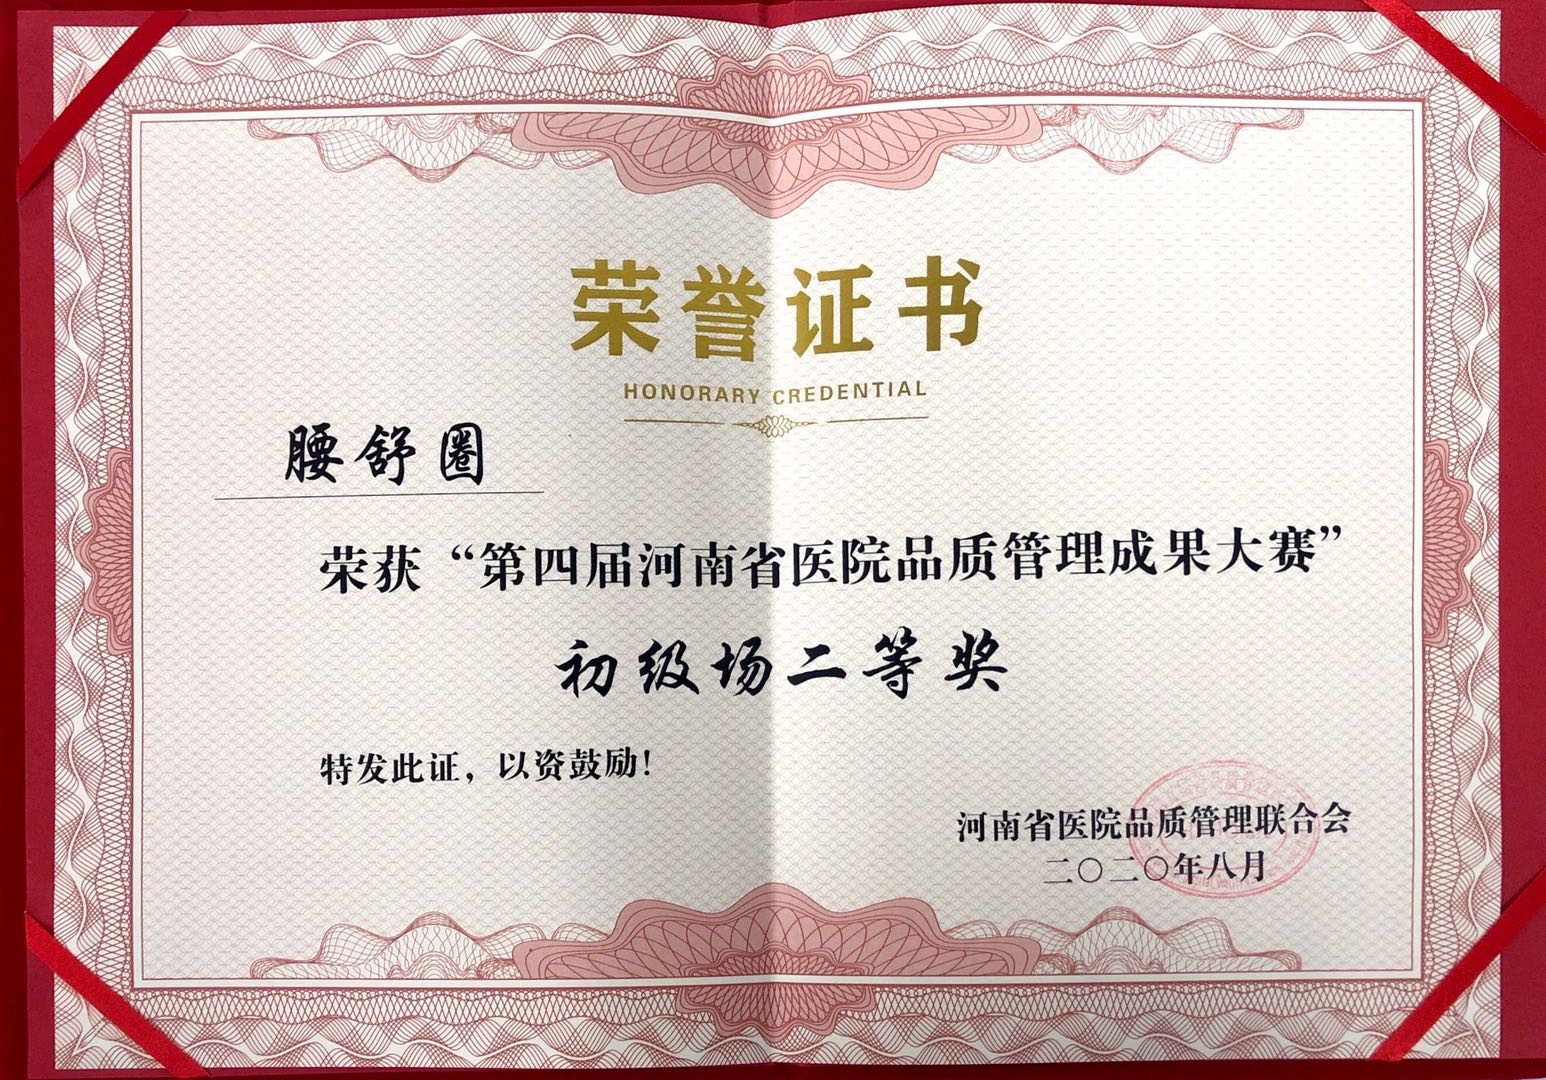 荣誉证书
HONORARY CREDENTIAL
腰舒圈
荣获“第四届河南省医院品质管理成果大赛”
初级场二等奖
特发此证，以资鼓励！
河南省医院品质管理联合会
二〇二〇年八月